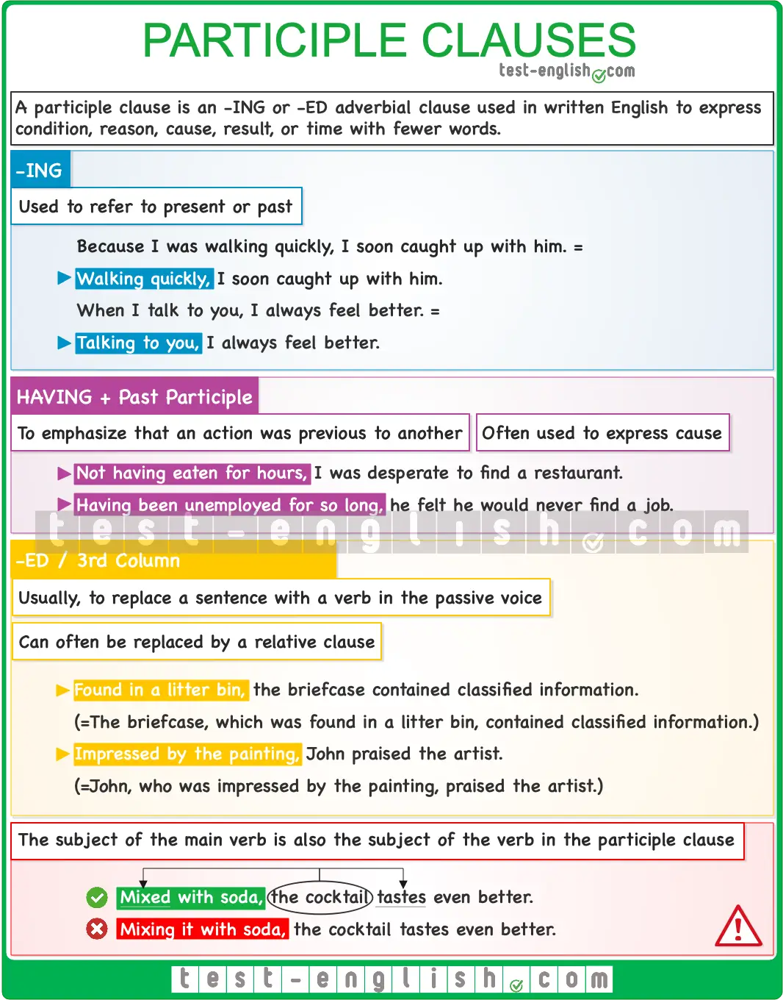 PARTICIPLE CLAUSES
test-english.com
A participle clause is an -ING or -ED adverbial clause used in written English to express
condition, reason, cause, result, or time with fewer words.
-ING
Used to refer to present or past
Because I was walking quickly, I soon caught up with him. =
Walking quickly, I soon caught up with him.
When I talk to you, I always feel better. =
Talking to you, I always feel better.
HAVING + Past Participle
To emphasize that an action was previous to another
Often used to express cause
Not having eaten for hours, I was desperate to find a restaurant.
Having been unemployed for so long, he felt he would never find a job.
test-english.com
-ED / 3rd Column
Usually, to replace a sentence with a verb in the passive voice
Can often be replaced by a relative clause
Found in a litter bin, the briefcase contained classified information.
(=The briefcase, which was found in a litter bin, contained classified information.)
Impressed by the painting, John praised the artist.
(=John, who was impressed by the painting, praised the artist.)
The subject of the main verb is also the subject of the verb in the participle clause
Mixed with soda, the cocktail tastes even better.
Mixing it with soda, the cocktail tastes even better.
!
test-english.com